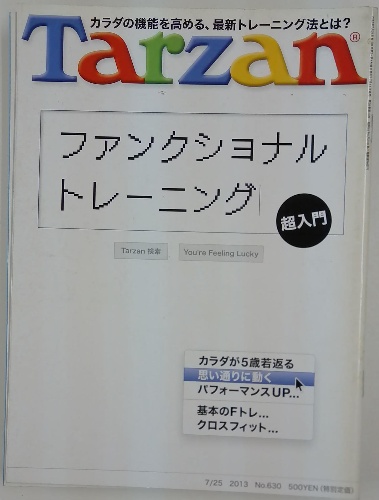 カラダの機能を高める、最新トレーニング法とは?
Tarzan®
ファンクショナル
トレーニング
超入門
Tarzan 検索
You're Feeling Lucky
カラダが5歳若返る
思い通りに動く
パフォーマンスUP...
基本のFトレ...
クロスフィット...
7/25 2013 No.630 500YEN (特別定価)